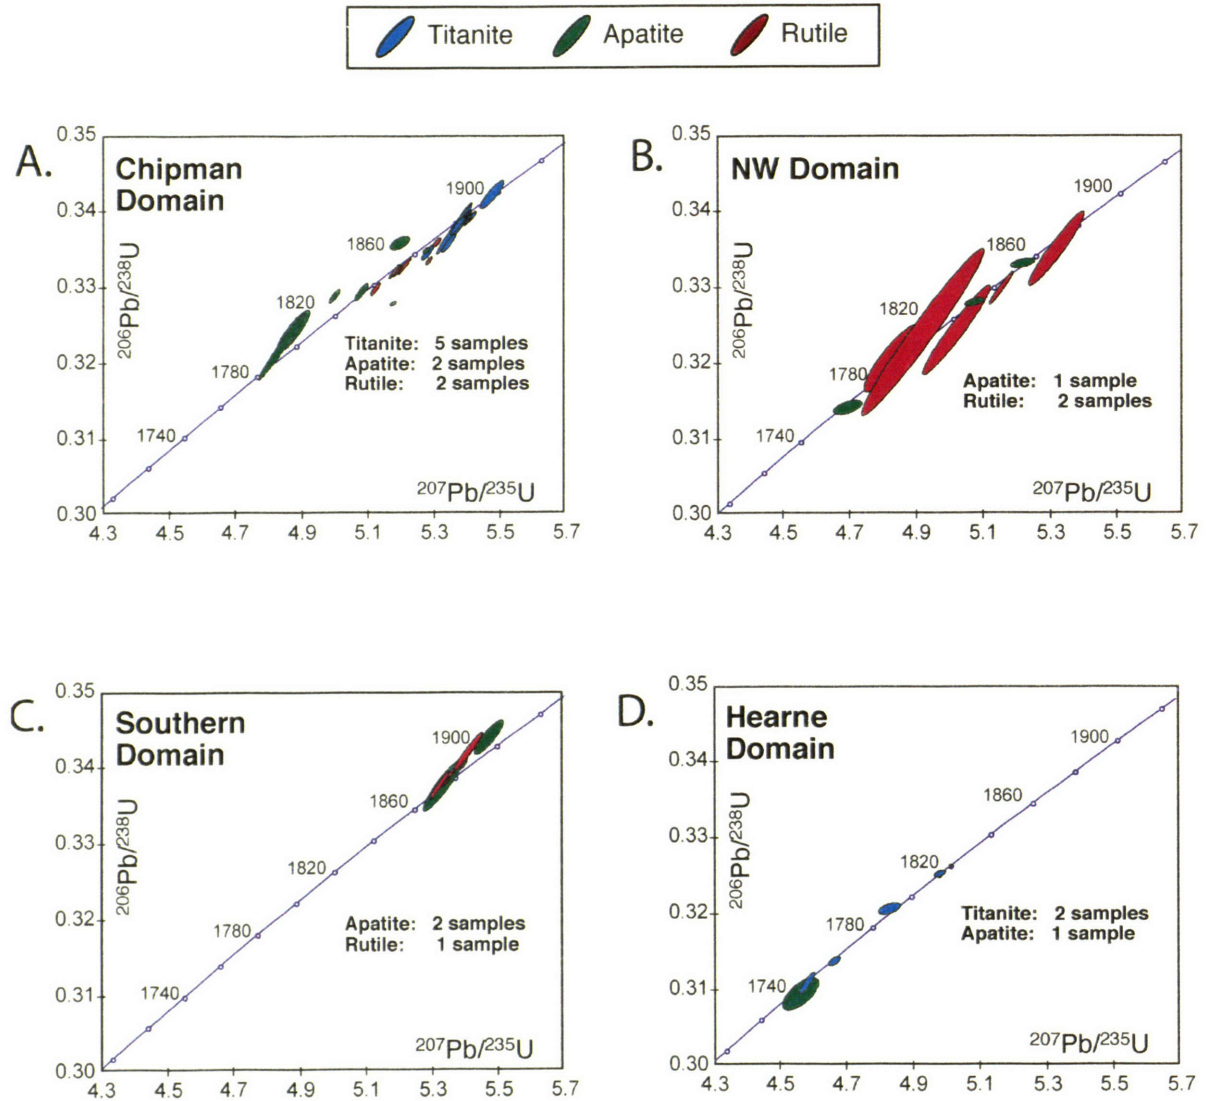 Titanite Apatite Rutile
A.
Chipman
Domain
0.35
0.34
0.33
0.32
0.31
0.30
206Pb/238U
1900
1860
1820
1780
1740
Titanite: 5 samples
Apatite: 2 samples
Rutile: 2 samples
207Pb/235U
4.3 4.5 4.7 4.9 5.1 5.3 5.5 5.7
B.
NW Domain
0.35
0.34
0.33
0.32
0.31
0.30
206Pb/238U
1900
1860
1820
1780
1740
Apatite: 1 sample
Rutile: 2 samples
207Pb/235U
4.3 4.5 4.7 4.9 5.1 5.3 5.5 5.7
C.
Southern
Domain
0.35
0.34
0.33
0.32
0.31
0.30
206Pb/238U
1900
1860
1820
1780
1740
Apatite: 2 samples
Rutile: 1 sample
207Pb/235U
4.3 4.5 4.7 4.9 5.1 5.3 5.5 5.7
D.
Hearne
Domain
0.35
0.34
0.33
0.32
0.31
0.30
206Pb/238U
1900
1860
1820
1780
1740
Titanite: 2 samples
Apatite: 1 sample
207Pb/235U
4.3 4.5 4.7 4.9 5.1 5.3 5.5 5.7